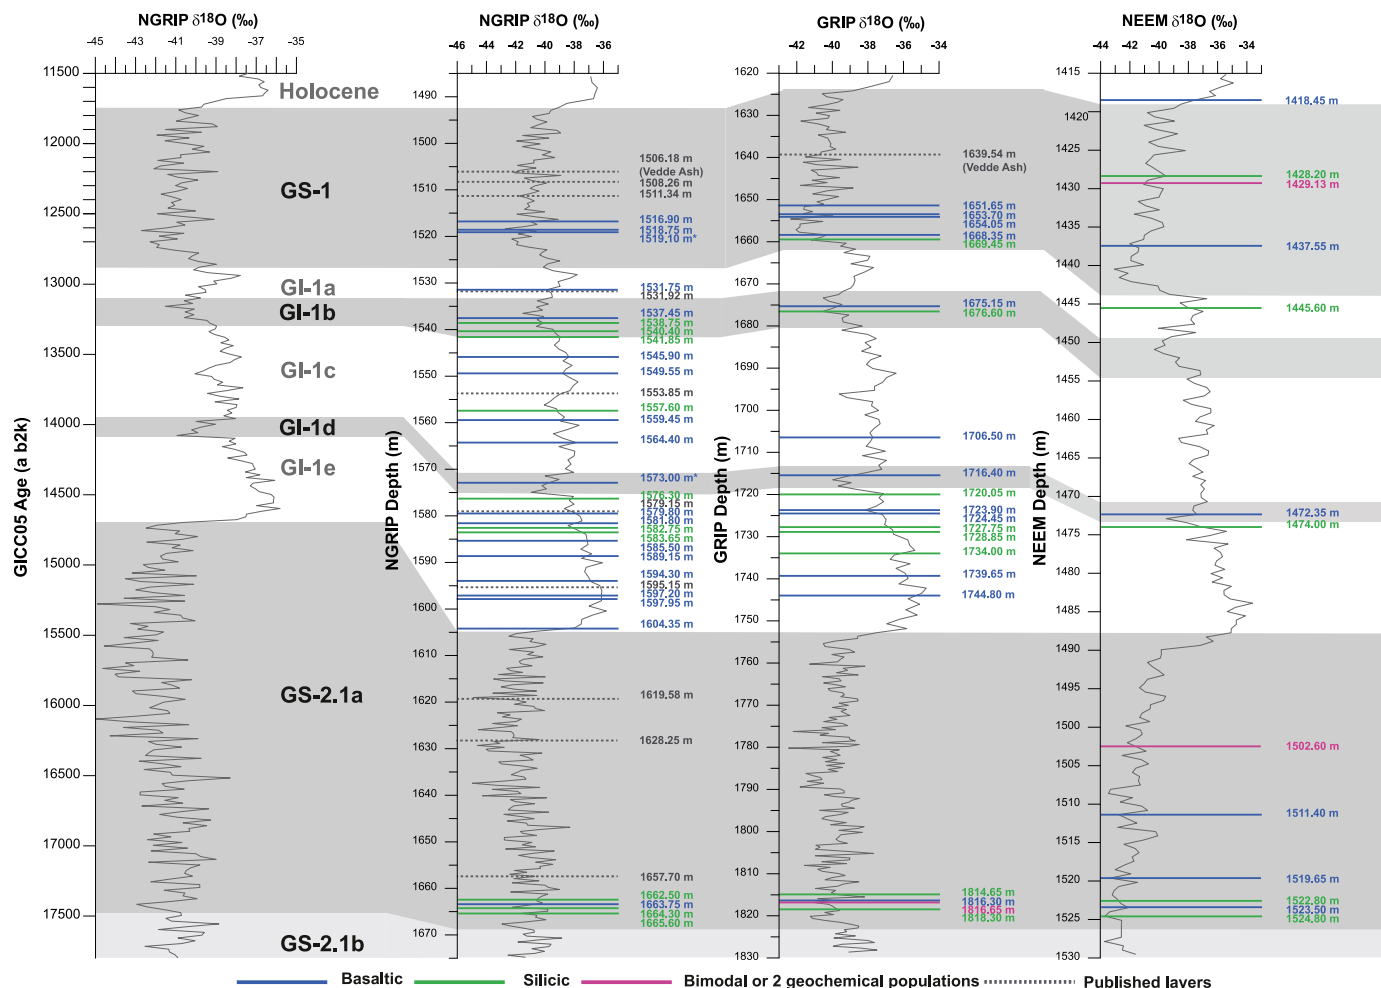 NGRIP δ18O (‰)
-45 -43 -41 -39 -37 -35
GICC05 Age (a b2k)
11500
12000
12500
13000
13500
14000
14500
15000
15500
16000
16500
17000
17500
Holocene
GS-1
GI-1a
GI-1b
GI-1c
GI-1d
GI-1e
GS-2.1a
GS-2.1b
NGRIP δ18O (‰)
-46 -44 -42 -40 -38 -36
NGRIP Depth (m)
1490
1500
1510
1520
1530
1540
1550
1560
1570
1580
1590
1600
1610
1620
1630
1640
1650
1660
1670
1506.18 m
(Vedde Ash)
1508.26 m
1511.34 m
1516.90 m
1518.75 m
1519.10 m*
1531.75 m
1531.92 m
1537.45 m
1538.75 m
1540.40 m
1541.85 m
1545.90 m
1549.55 m
1553.85 m
1557.60 m
1559.45 m
1564.40 m
1573.00 m*
1576.30 m
1579.15 m
1579.80 m
1581.80 m
1582.75 m
1583.65 m
1585.50 m
1589.15 m
1594.30 m
1595.15 m
1597.20 m
1597.95 m
1604.35 m
1619.58 m
1628.25 m
1657.70 m
1662.50 m
1663.75 m
1664.30 m
1665.60 m
GRIP δ18O (‰)
-42 -40 -38 -36 -34
GRIP Depth (m)
1620
1630
1640
1650
1660
1670
1680
1690
1700
1710
1720
1730
1740
1750
1760
1770
1780
1790
1800
1810
1820
1830
1639.54 m
(Vedde Ash)
1651.65 m
1653.70 m
1654.05 m
1668.35 m
1669.45 m
1675.15 m
1676.60 m
1706.50 m
1716.40 m
1720.05 m
1723.90 m
1724.45 m
1727.75 m
1728.85 m
1734.00 m
1739.65 m
1744.80 m
1814.65 m
1816.30 m
1816.65 m
1818.30 m
NEEM δ18O (‰)
-44 -42 -40 -38 -36 -34
NEEM Depth (m)
1415
1420
1425
1430
1435
1440
1445
1450
1455
1460
1465
1470
1475
1480
1485
1490
1495
1500
1505
1510
1515
1520
1525
1530
1418.45 m
1428.20 m
1429.13 m
1437.55 m
1445.60 m
1472.35 m
1474.00 m
1502.60 m
1511.40 m
1519.65 m
1522.80 m
1523.50 m
1524.80 m
Basaltic
Silicic
Bimodal or 2 geochemical populations
Published layers